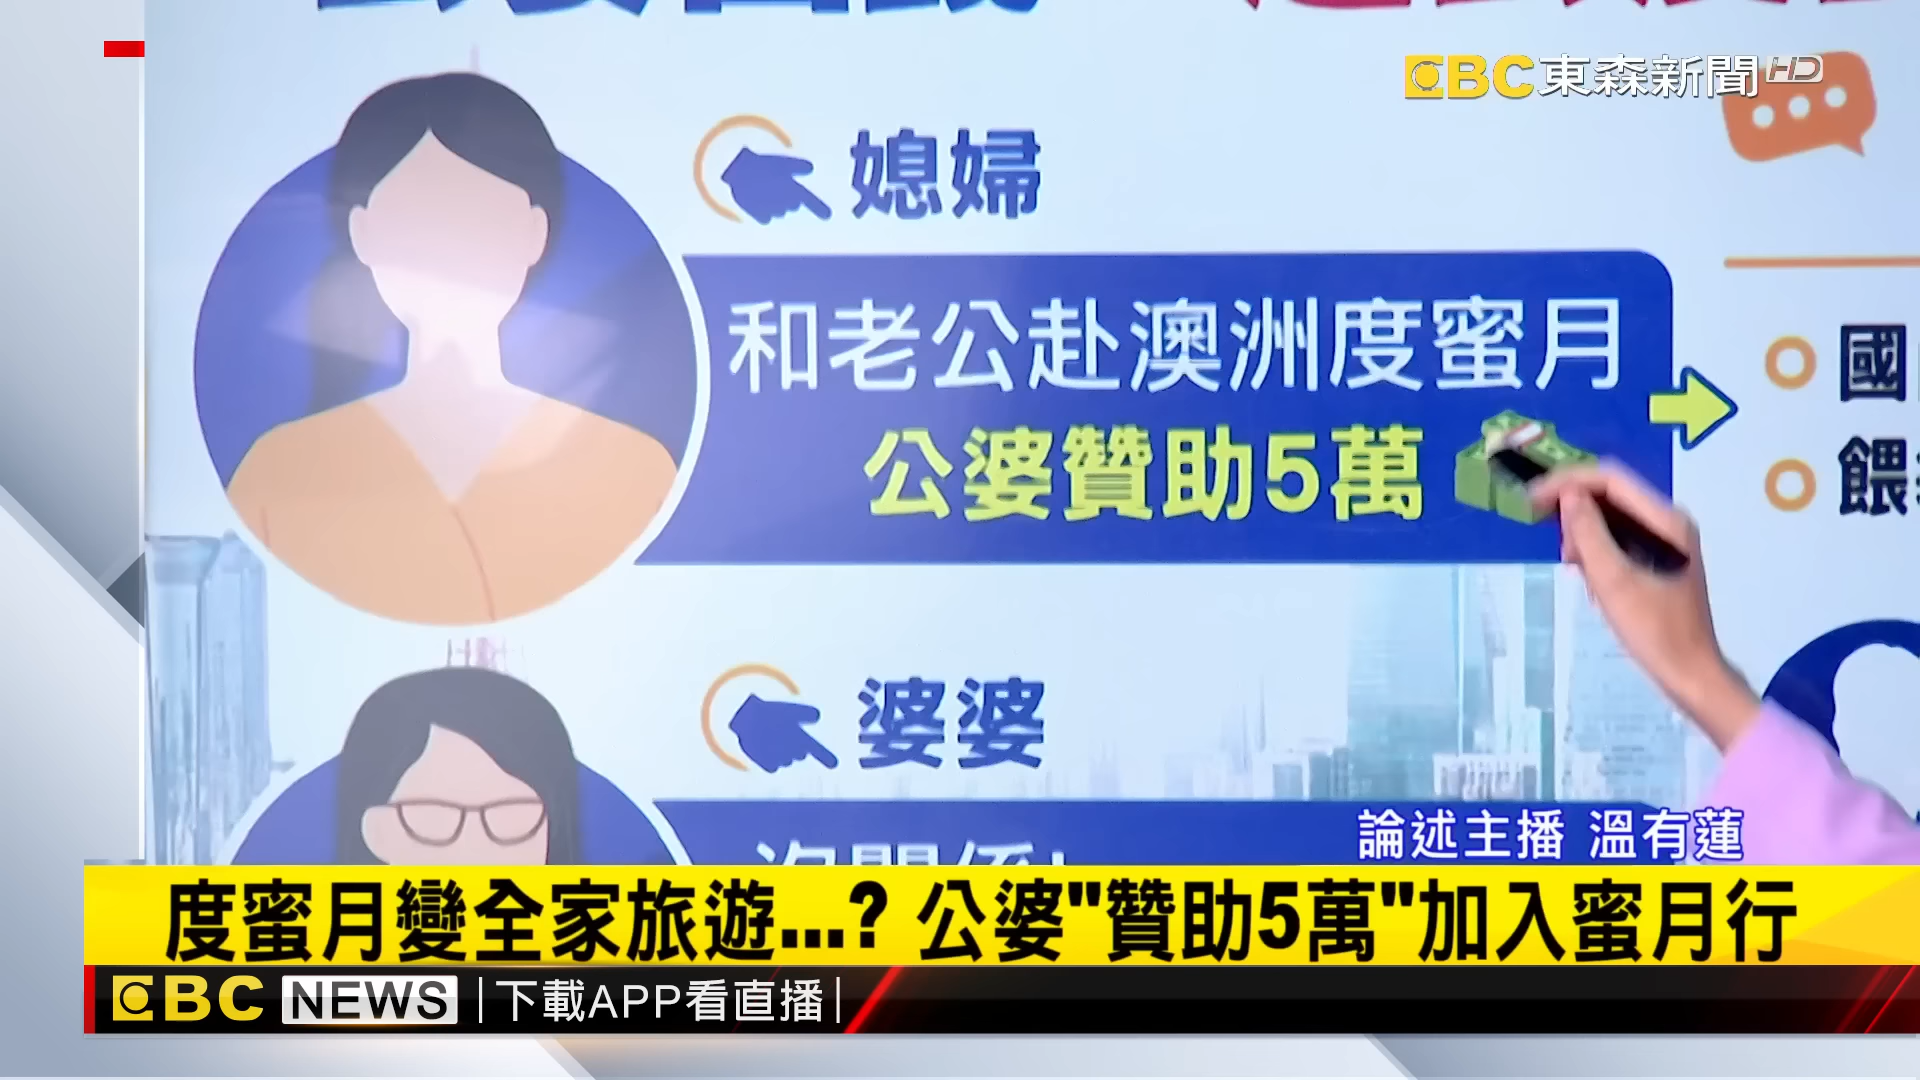 EBC東森新聞HD
媳婦
和老公赴澳洲度蜜月
公婆贊助5萬
婆婆
論述主播 溫有蓮
度蜜月變全家旅遊...? 公婆"贊助5萬"加入蜜月行
EBC NEWS |下載APP看直播|